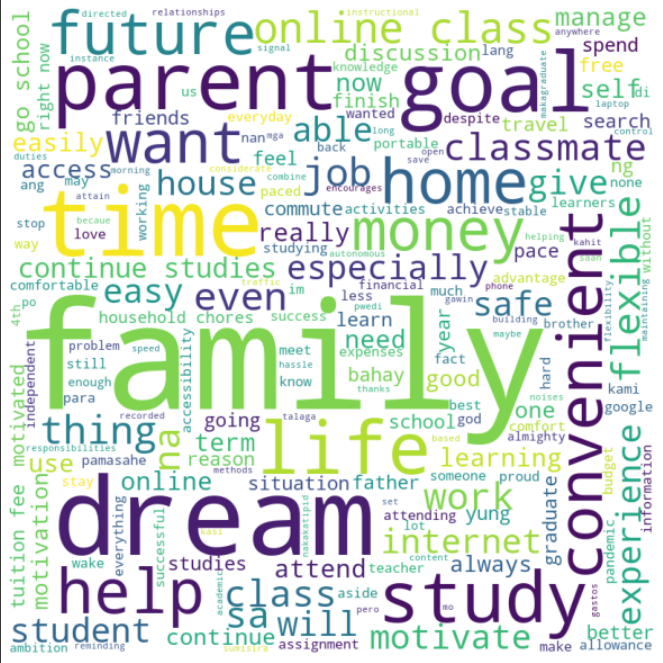 directed relationships instructional
future online class manage
go school right now instance signal discussion anywhere spend
parent goal knowledge now us finish self di free
friends everyday able wanted despite travel makagraduate laptop search control
easily want nan mga back long portable open classmate
duties morning feel save
access considerate job home give ng none
ang may attain house combine paced encourages learners
stop working commute activities achieve stable
time money
way becaue love really studying pace helping kahit saan without
continue studies autonomous especially advantage
comfortable traffic im financial much gawin phone
easy even less pwedi safe convenient flexible flexibility maintaining
4th po household chores success learn year building brother
family
independent problem speed accessibility meet need expenses fact maybe hard kami
still hassle
enough know bahay good noises google
para thanks
recorded going talaga school best god one comfort
thing na life almighty
motivated term reason based learning
responsibilities methods
use pamasahe situation father someone proud
stay online
tuition fee motivation everything successful dream set attending lot work yung graduate experience budget information pandemic
kasi nakakatipid
internet
wake studies attend teacher content always
help class academic aside study
student sa will pero mo gastos
continue assignment motivate better
ambition reminding sumisira make allowance